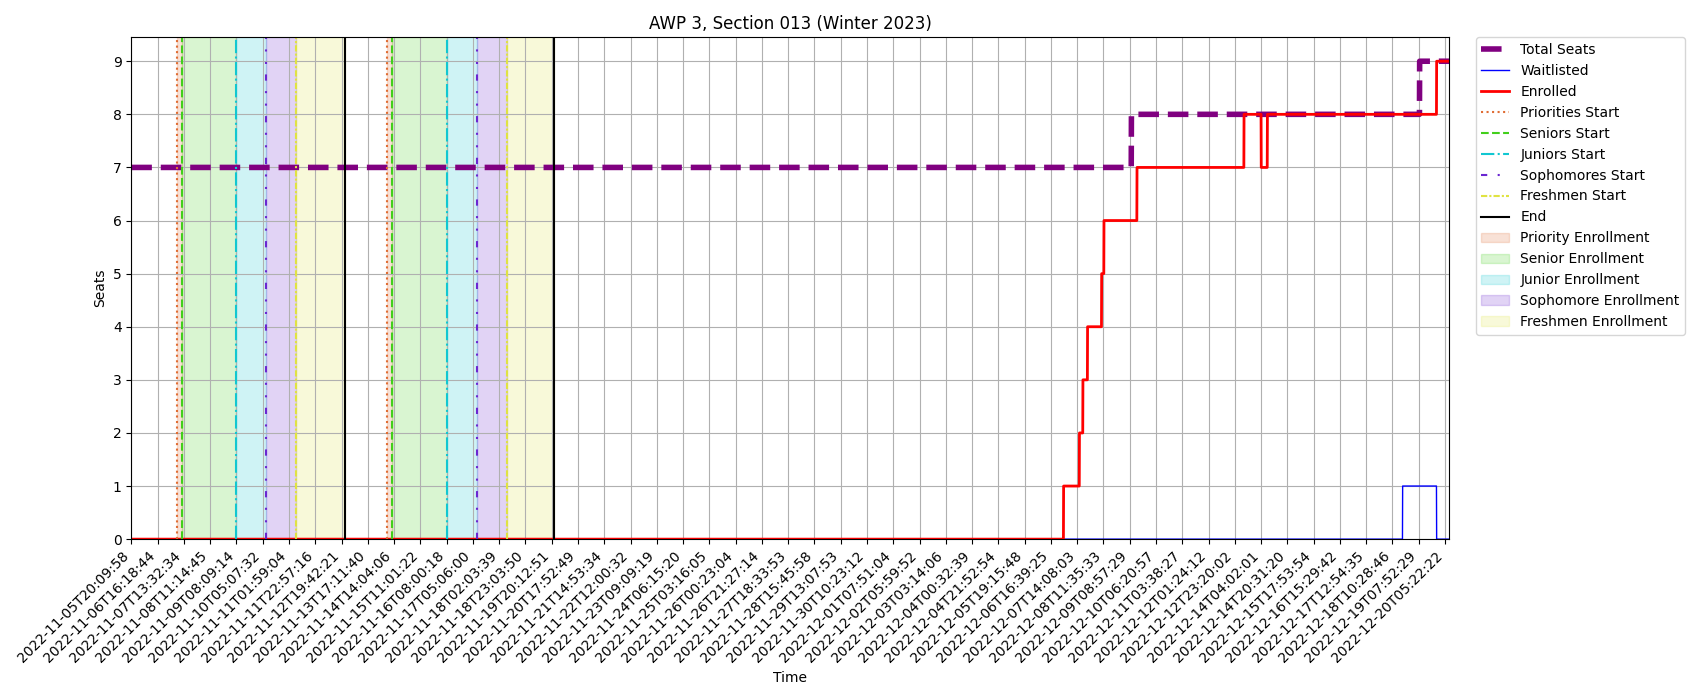 AWP 3, Section 013 (Winter 2023)
Seats
9
8
7
6
5
4
3
2
1
0
2022-11-05T20:09:58
2022-11-06T16:18:44
2022-11-07T13:32:34
2022-11-08T11:14:45
2022-11-09T08:09:14
2022-11-10T05:07:32
2022-11-11T01:59:04
2022-11-11T22:57:16
2022-11-12T19:42:21
2022-11-13T17:11:40
2022-11-14T14:04:06
2022-11-15T11:01:22
2022-11-16T08:00:18
2022-11-17T05:06:00
2022-11-18T02:03:39
2022-11-18T23:03:50
2022-11-19T20:12:51
2022-11-20T17:52:49
2022-11-21T14:53:34
2022-11-22T12:00:32
2022-11-23T09:09:19
2022-11-24T06:15:20
2022-11-25T03:16:05
2022-11-26T00:23:04
2022-11-26T21:27:14
2022-11-27T18:33:53
2022-11-28T15:45:58
2022-11-29T13:07:53
2022-11-30T10:23:12
2022-12-01T07:51:04
2022-12-02T05:59:52
2022-12-03T03:14:06
2022-12-04T00:32:39
2022-12-04T21:52:54
2022-12-05T19:15:48
2022-12-06T16:39:25
2022-12-07T14:08:03
2022-12-08T11:35:33
2022-12-09T08:57:29
2022-12-10T06:20:57
2022-12-11T03:38:27
2022-12-12T01:24:12
2022-12-12T23:20:02
2022-12-14T04:02:01
2022-12-14T20:31:20
2022-12-15T17:53:54
2022-12-16T15:29:42
2022-12-17T12:54:35
2022-12-18T10:28:46
2022-12-19T07:52:29
2022-12-20T05:22:22
Time
Total Seats
Waitlisted
Enrolled
Priorities Start
Seniors Start
Juniors Start
Sophomores Start
Freshmen Start
End
Priority Enrollment
Senior Enrollment
Junior Enrollment
Sophomore Enrollment
Freshmen Enrollment